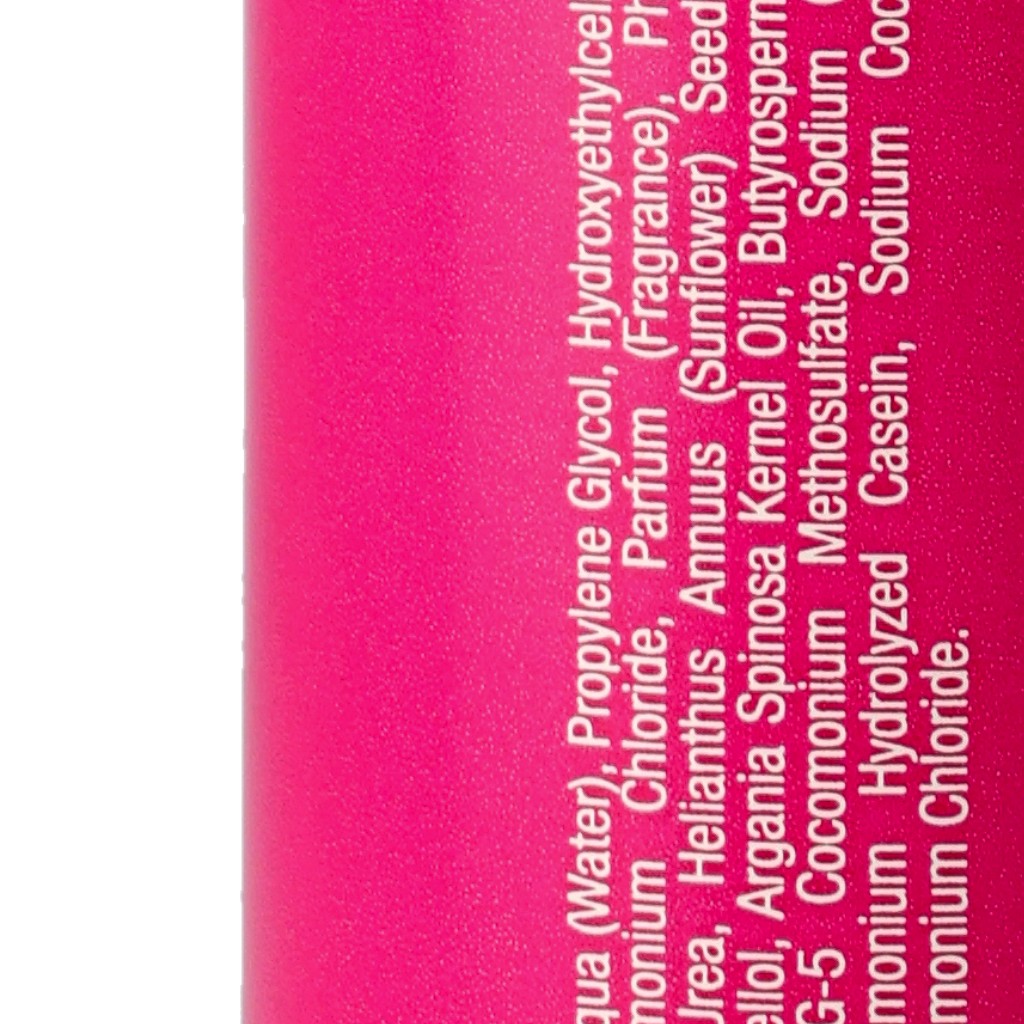 qua (Water), Propylene Glycol, Hydroxyethylcel
monium Chloride, Parfum (Fragrance), Ph
Urea, Helianthus Annuus (Sunflower) Seed
ellol, Argania Spinosa Kernel Oil, Butyrosperm
G-5 Cocomonium Methosulfate, Sodium
monium Hydrolyzed Casein, Sodium Coc
monium Chloride.